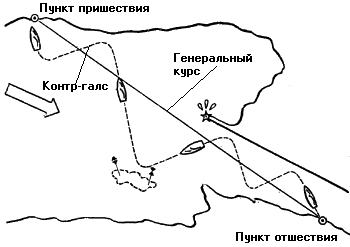 Пункт пришествия
Генеральный
курс
Контр-галс
Пункт отшествия